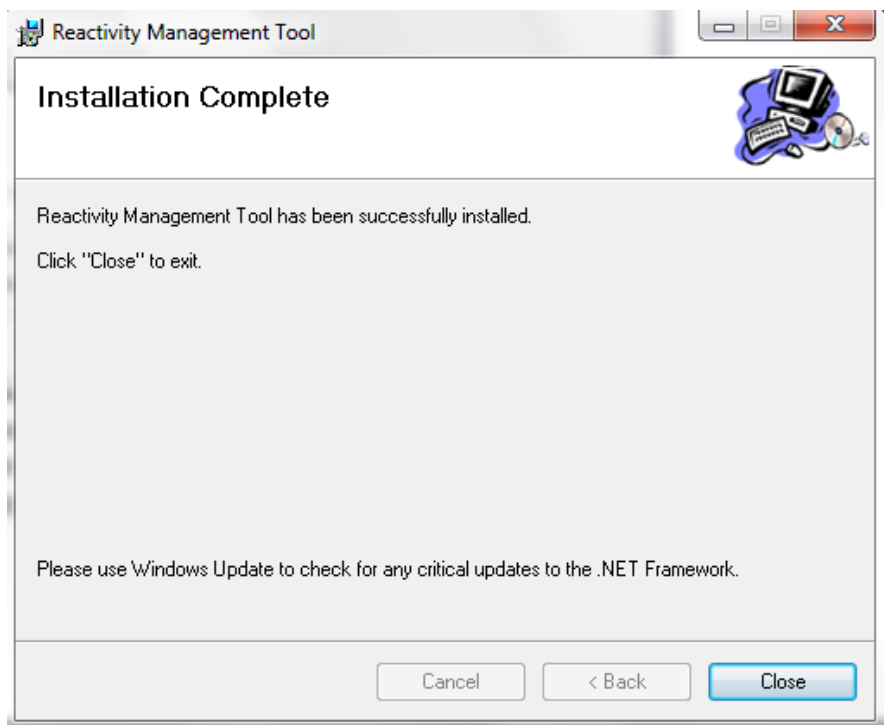 Reactivity Management Tool
Installation Complete
Reactivity Management Tool has been successfully installed.
Click "Close" to exit.
Please use Windows Update to check for any critical updates to the .NET Framework.
Cancel
< Back
Close